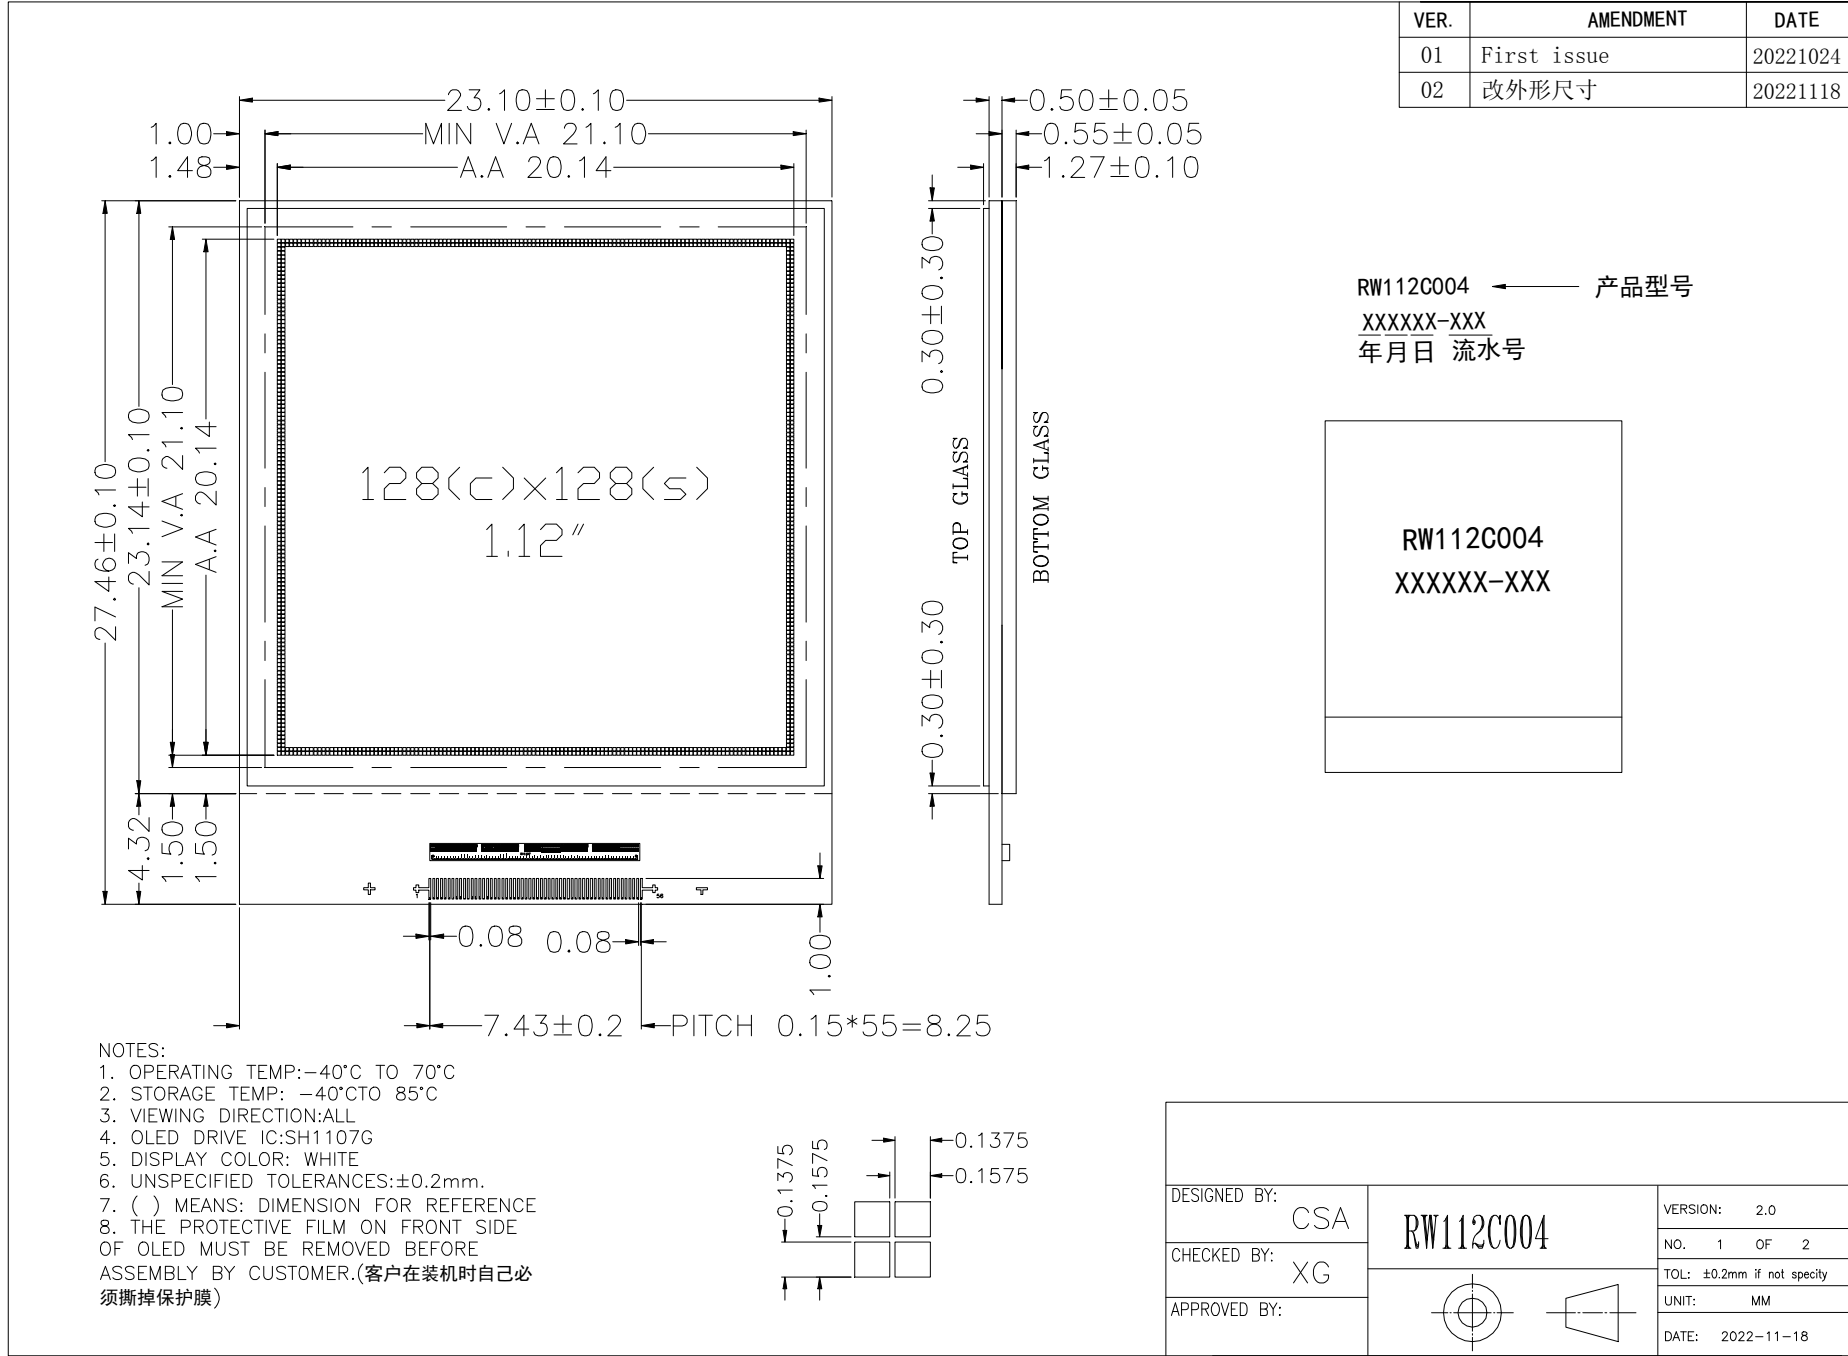 VER. AMENDMENT DATE
01 First issue 20221024
02 改外形尺寸 20221118
23.10±0.10
1.00 MIN V.A 21.10
1.48 A.A 20.14
0.50±0.05
0.55±0.05
1.27±0.10
27.46±0.10
23.14±0.10
MIN V.A 21.10
A.A 20.14
128(c)x128(s)
1.12"
0.30±0.30
TOP GLASS
BOTTOM GLASS
0.30±0.30
RW112C004 产品型号
XXXXXX-XXX
年月日 流水号
RW112C004
XXXXXX-XXX
4.32
1.50
1.50
1 56
0.08 0.08
1.00
7.43±0.2 PITCH 0.15*55=8.25
NOTES:
1. OPERATING TEMP:-40°C TO 70°C
2. STORAGE TEMP: -40°CTO 85°C
3. VIEWING DIRECTION:ALL
4. OLED DRIVE IC:SH1107G
5. DISPLAY COLOR: WHITE
6. UNSPECIFIED TOLERANCES:±0.2mm.
7. ( ) MEANS: DIMENSION FOR REFERENCE
8. THE PROTECTIVE FILM ON FRONT SIDE
OF OLED MUST BE REMOVED BEFORE
ASSEMBLY BY CUSTOMER.(客户在装机时自己必
须撕掉保护膜)
0.1375
0.1575
0.1375
0.1575
DESIGNED BY: CSA
CHECKED BY: XG
APPROVED BY:
RW112C004
VERSION: 2.0
NO. 1 OF 2
TOL: ±0.2mm if not specity
UNIT: MM
DATE: 2022-11-18